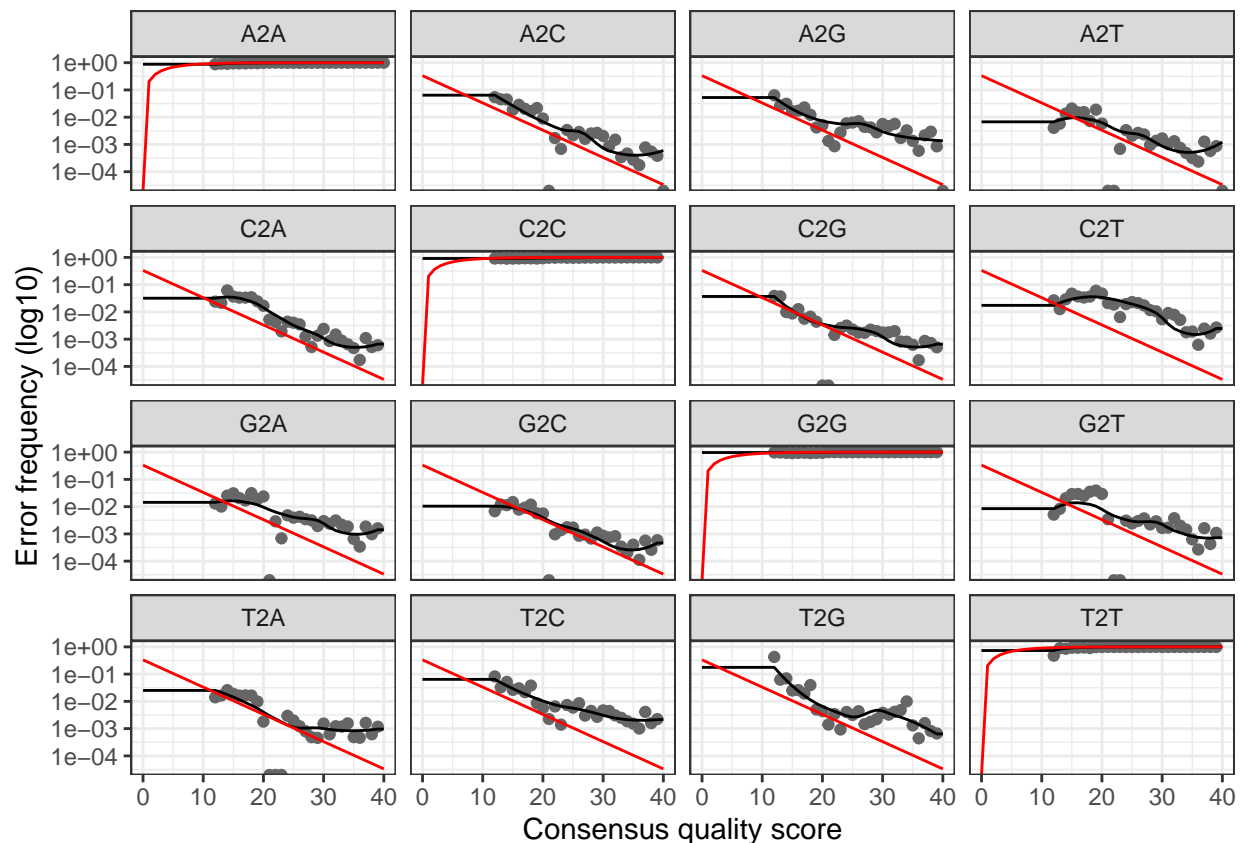 A2A A2C A2G A2T
1e+00
1e−01
1e−02
1e−03
1e−04
C2A C2C C2G C2T
1e+00
1e−01
1e−02
1e−03
1e−04
G2A G2C G2G G2T
1e+00
1e−01
1e−02
1e−03
1e−04
T2A T2C T2G T2T
1e+00
1e−01
1e−02
1e−03
1e−04
0 10 20 30 40 0 10 20 30 40 0 10 20 30 40 0 10 20 30 40
Consensus quality score
Error frequency (log10)